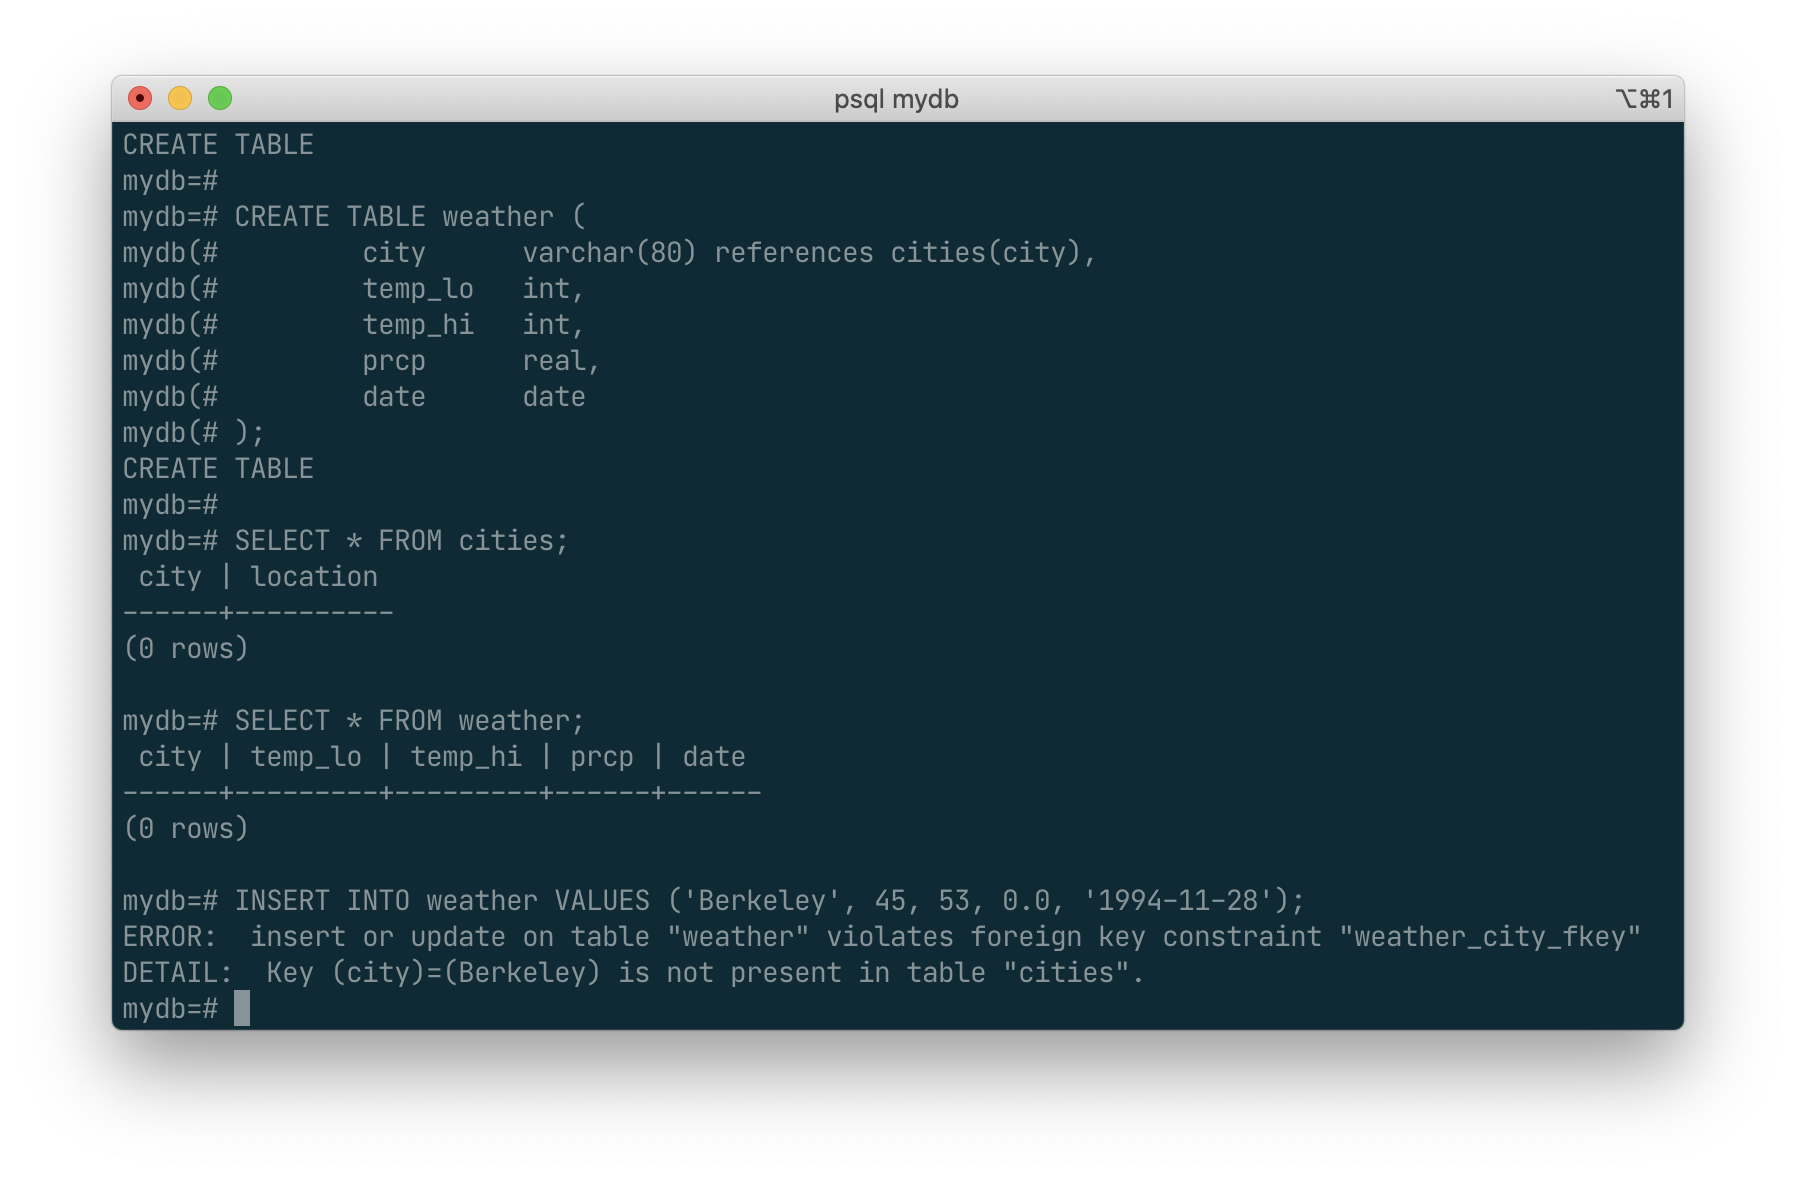 psql mydb ⌥⌘1
CREATE TABLE
mydb=#
mydb=# CREATE TABLE weather (
mydb(#         city      varchar(80) references cities(city),
mydb(#         temp_lo   int,
mydb(#         temp_hi   int,
mydb(#         prcp      real,
mydb(#         date      date
mydb(# );
CREATE TABLE
mydb=#
mydb=# SELECT * FROM cities;
 city | location
------+----------
(0 rows)

mydb=# SELECT * FROM weather;
 city | temp_lo | temp_hi | prcp | date
------+---------+---------+------+------
(0 rows)

mydb=# INSERT INTO weather VALUES ('Berkeley', 45, 53, 0.0, '1994-11-28');
ERROR:  insert or update on table "weather" violates foreign key constraint "weather_city_fkey"
DETAIL:  Key (city)=(Berkeley) is not present in table "cities".
mydb=#